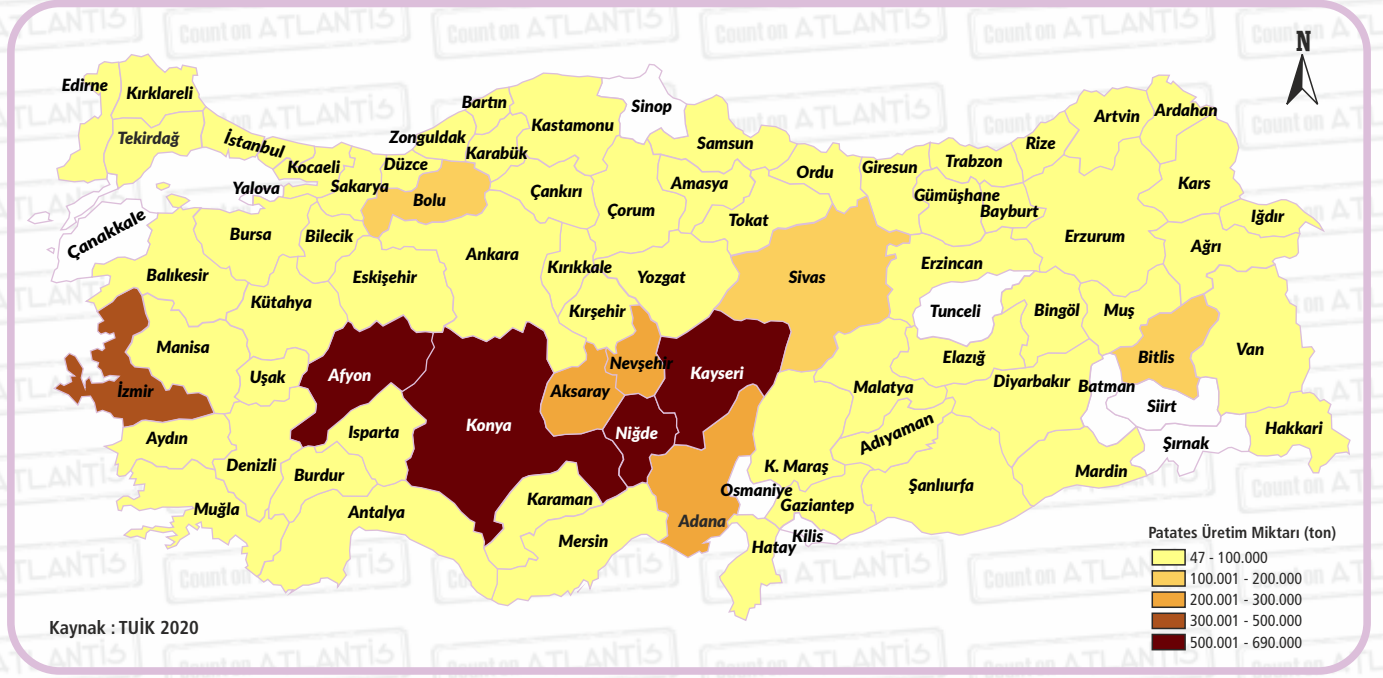 N
Edirne
Kırklareli
Tekirdağ
İstanbul
Kocaeli
Yalova
Sakarya
Düzce
Zonguldak
Bartın
Karabük
Kastamonu
Sinop
Samsun
Ordu
Giresun
Trabzon
Rize
Artvin
Ardahan
Kars
Iğdır
Ağrı
Erzurum
Bayburt
Gümüşhane
Erzincan
Tunceli
Bingöl
Muş
Bitlis
Van
Hakkari
Şırnak
Siirt
Batman
Mardin
Diyarbakır
Elazığ
Malatya
Adıyaman
Şanlıurfa
Gaziantep
Kilis
Hatay
Osmaniye
K. Maraş
Adana
Mersin
Karaman
Niğde
Kayseri
Sivas
Tokat
Amasya
Çorum
Çankırı
Bolu
Ankara
Kırıkkale
Yozgat
Kırşehir
Nevşehir
Aksaray
Konya
Afyon
Eskişehir
Bilecik
Bursa
Çanakkale
Balıkesir
Kütahya
Manisa
Uşak
İzmir
Aydın
Denizli
Isparta
Burdur
Muğla
Antalya
Patates Üretim Miktarı (ton)
47 - 100.000
100.001 - 200.000
200.001 - 300.000
300.001 - 500.000
500.001 - 690.000
Kaynak : TUİK 2020
Count on ATLANTİS